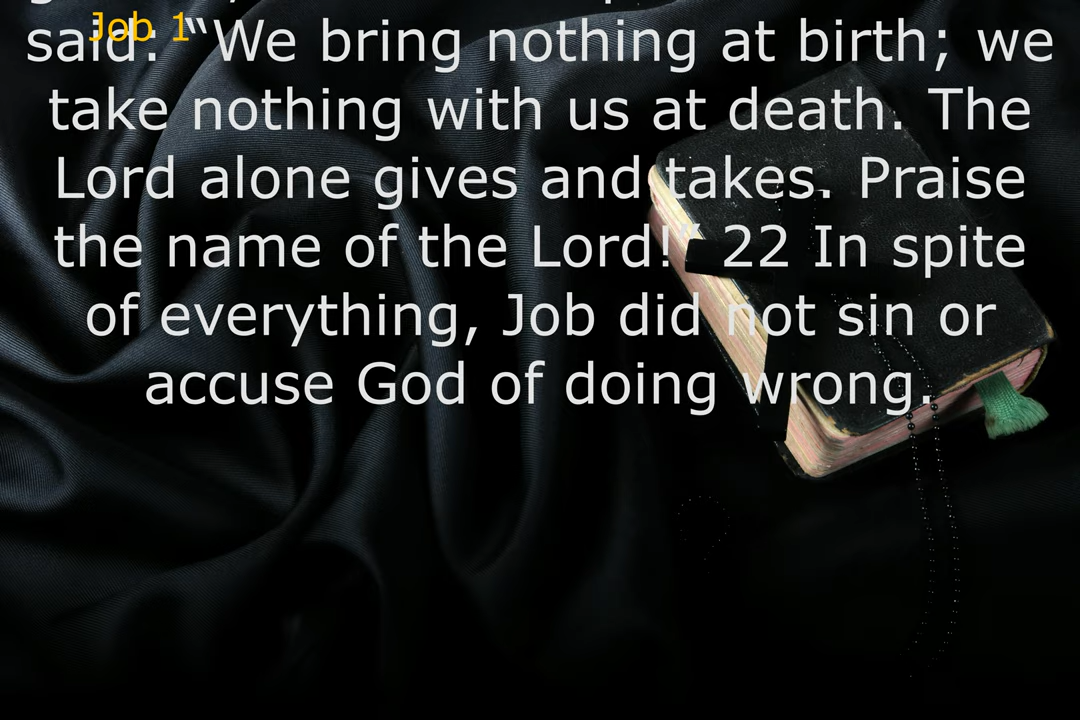 Job 1
said: “We bring nothing at birth; we
take nothing with us at death. The
Lord alone gives and takes. Praise
the name of the Lord!” 22 In spite
of everything, Job did not sin or
accuse God of doing wrong.